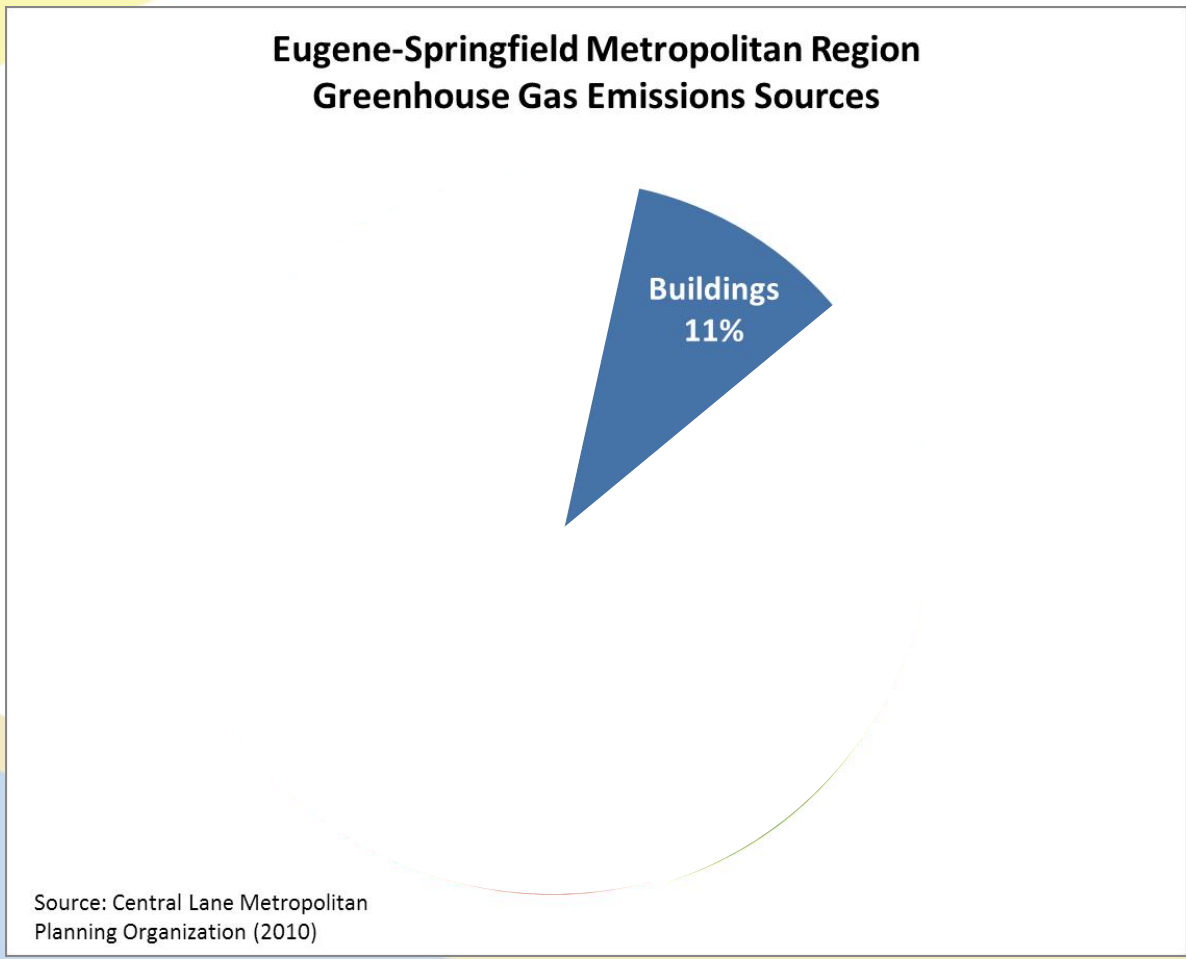 Eugene-Springfield Metropolitan Region
Greenhouse Gas Emissions Sources
Buildings
11%
Source: Central Lane Metropolitan
Planning Organization (2010)